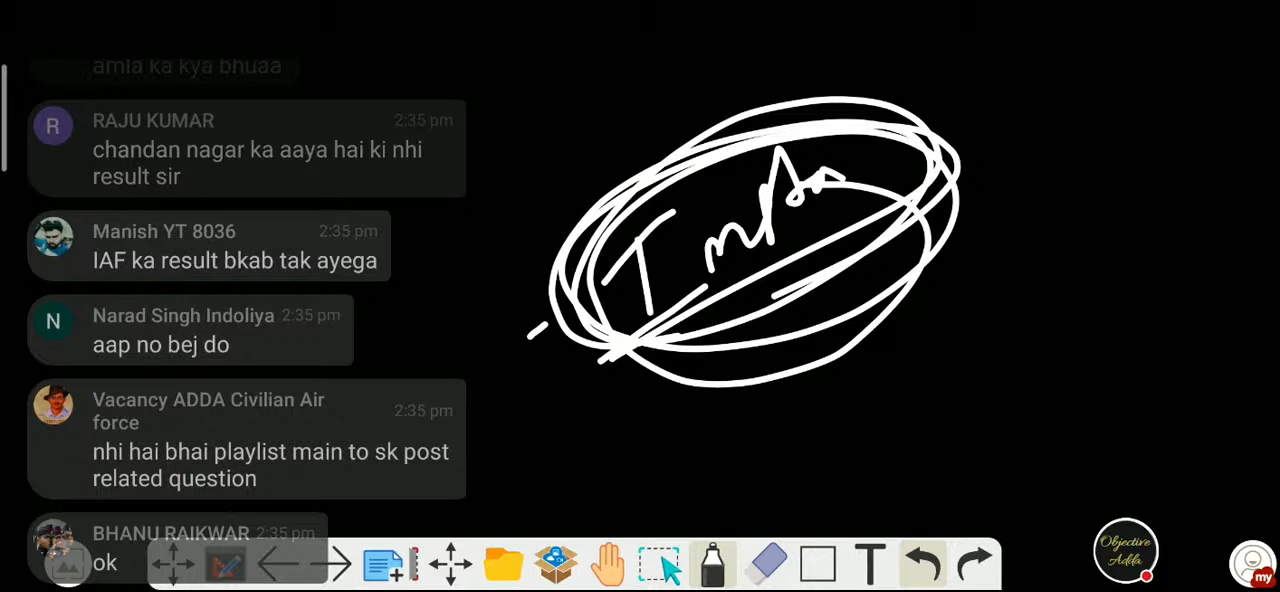 amla ka kya bhuaa
R
RAJU KUMAR 2:35 pm
chandan nagar ka aaya hai ki nhi
result sir
Manish YT 8036 2:35 pm
IAF ka result bkab tak ayega
N
Narad Singh Indoliya 2:35 pm
aap no bej do
Vacancy ADDA Civilian Air
force 2:35 pm
nhi hai bhai playlist main to sk post
related question
BHANU RAIKWAR 2:35 pm
ok
T
Objective
Adda
my